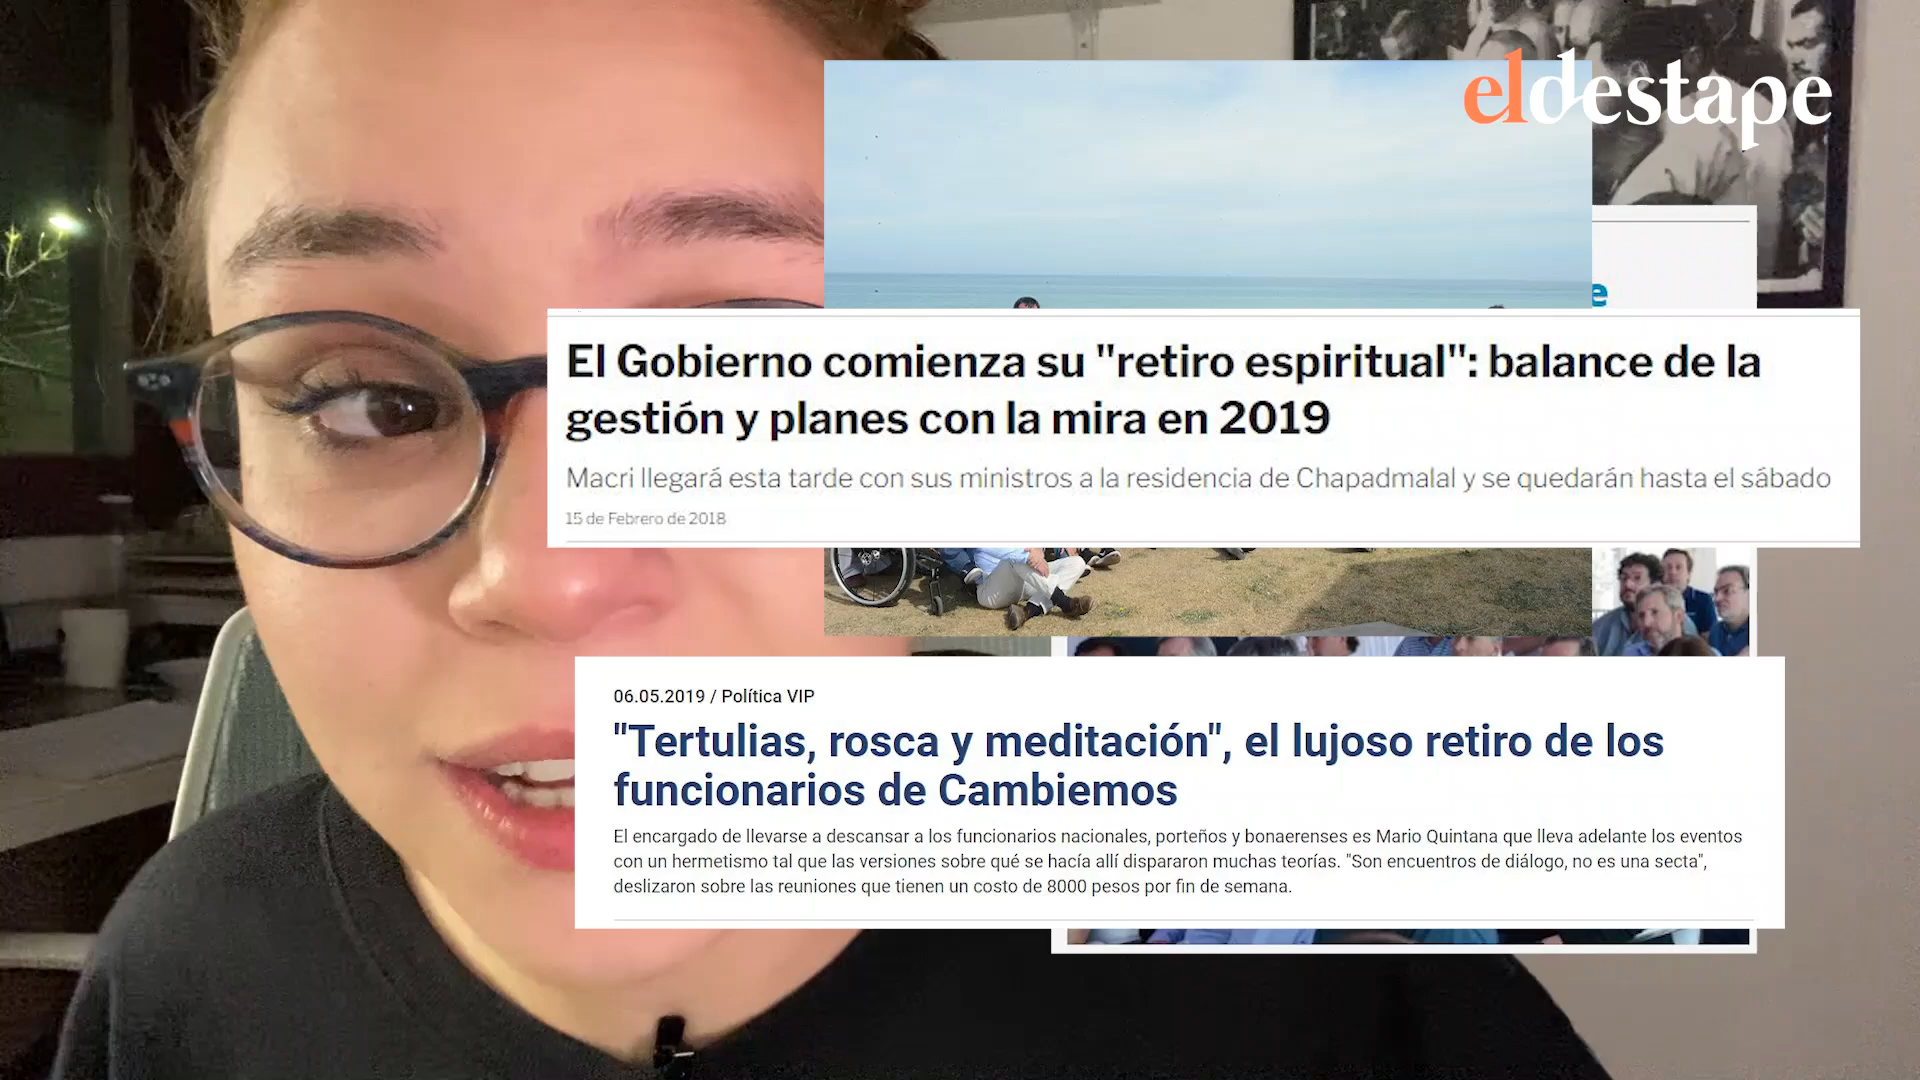 eldestape
e
El Gobierno comienza su "retiro espiritual": balance de la
gestión y planes con la mira en 2019
Macri llegará esta tarde con sus ministros a la residencia de Chapadmalal y se quedarán hasta el sábado
15 de Febrero de 2018
06.05.2019 / Política VIP
"Tertulias, rosca y meditación", el lujoso retiro de los
funcionarios de Cambiemos
El encargado de llevarse a descansar a los funcionarios nacionales, porteños y bonaerenses es Mario Quintana que lleva adelante los eventos
con un hermetismo tal que las versiones sobre qué se hacía allí dispararon muchas teorías. "Son encuentros de diálogo, no es una secta",
deslizaron sobre las reuniones que tienen un costo de 8000 pesos por fin de semana.